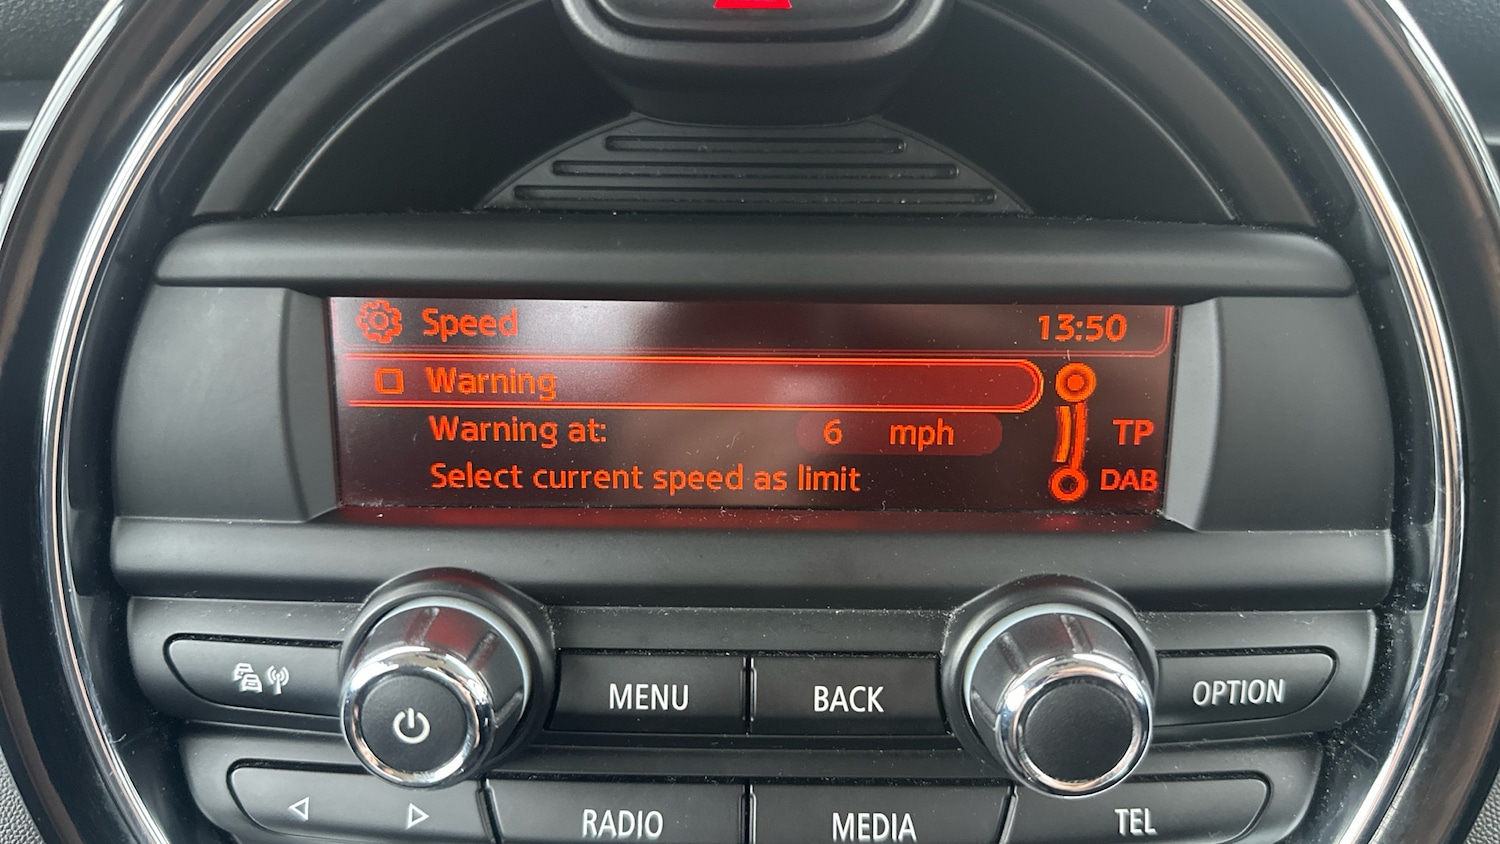 Speed 13:50
Warning
Warning at: 6 mph TP
Select current speed as limit DAB
MENU BACK OPTION
RADIO MEDIA TEL